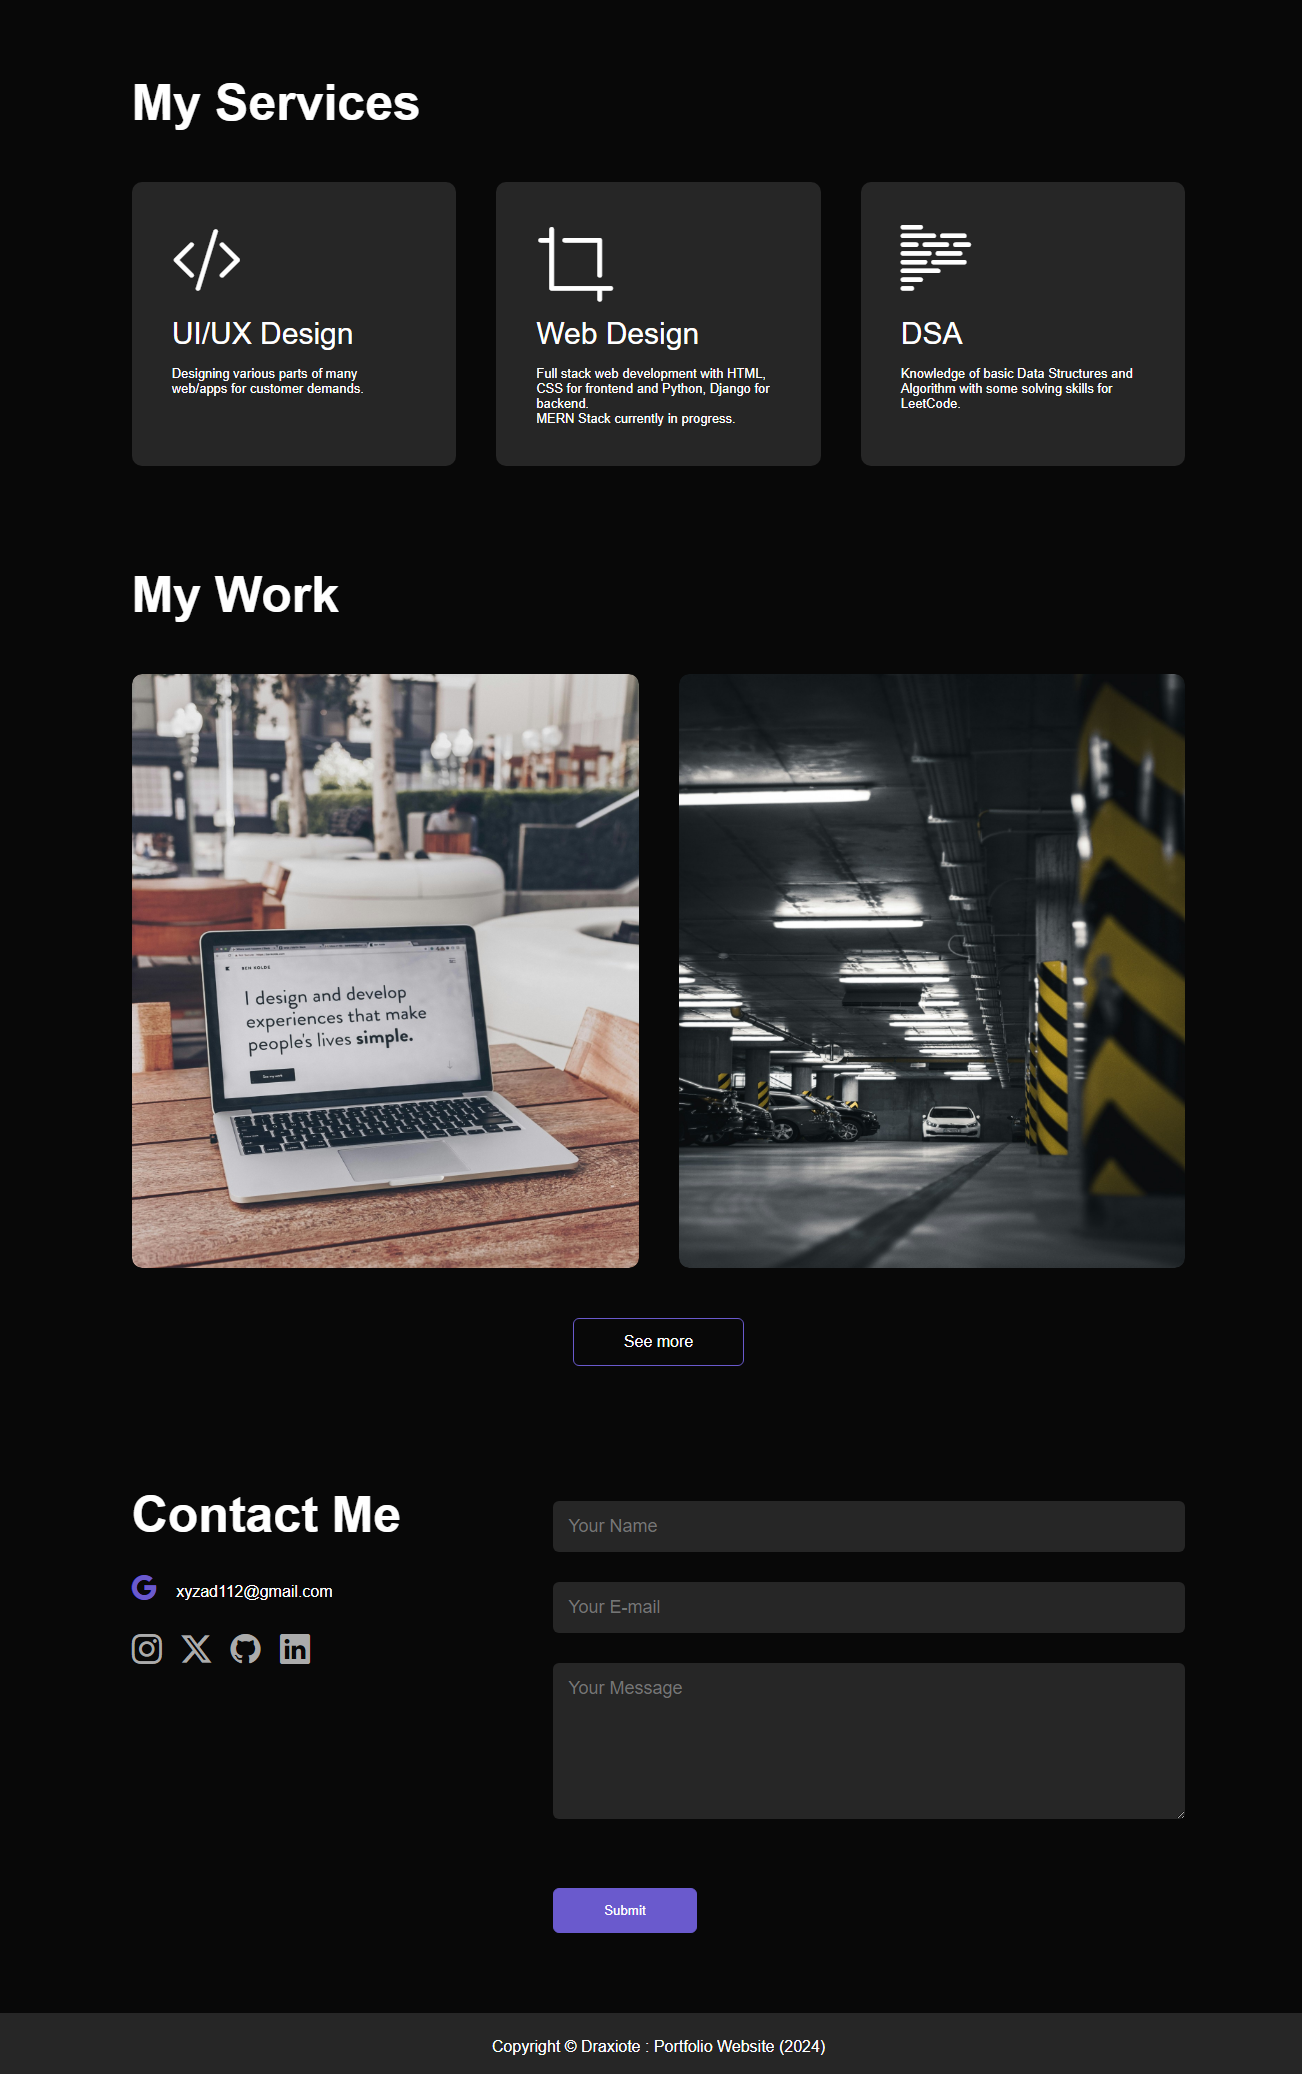 My Services
UI/UX Design
Designing various parts of many
web/apps for customer demands.
Web Design
Full stack web development with HTML,
CSS for frontend and Python, Django for
backend.
MERN Stack currently in progress.
DSA
Knowledge of basic Data Structures and
Algorithm with some solving skills for
LeetCode.
My Work
I design and develop
experiences that make
people's lives simple.
See more
Contact Me
xyzad112@gmail.com
Your Name
Your E-mail
Your Message
Submit
Copyright © Draxiote : Portfolio Website (2024)